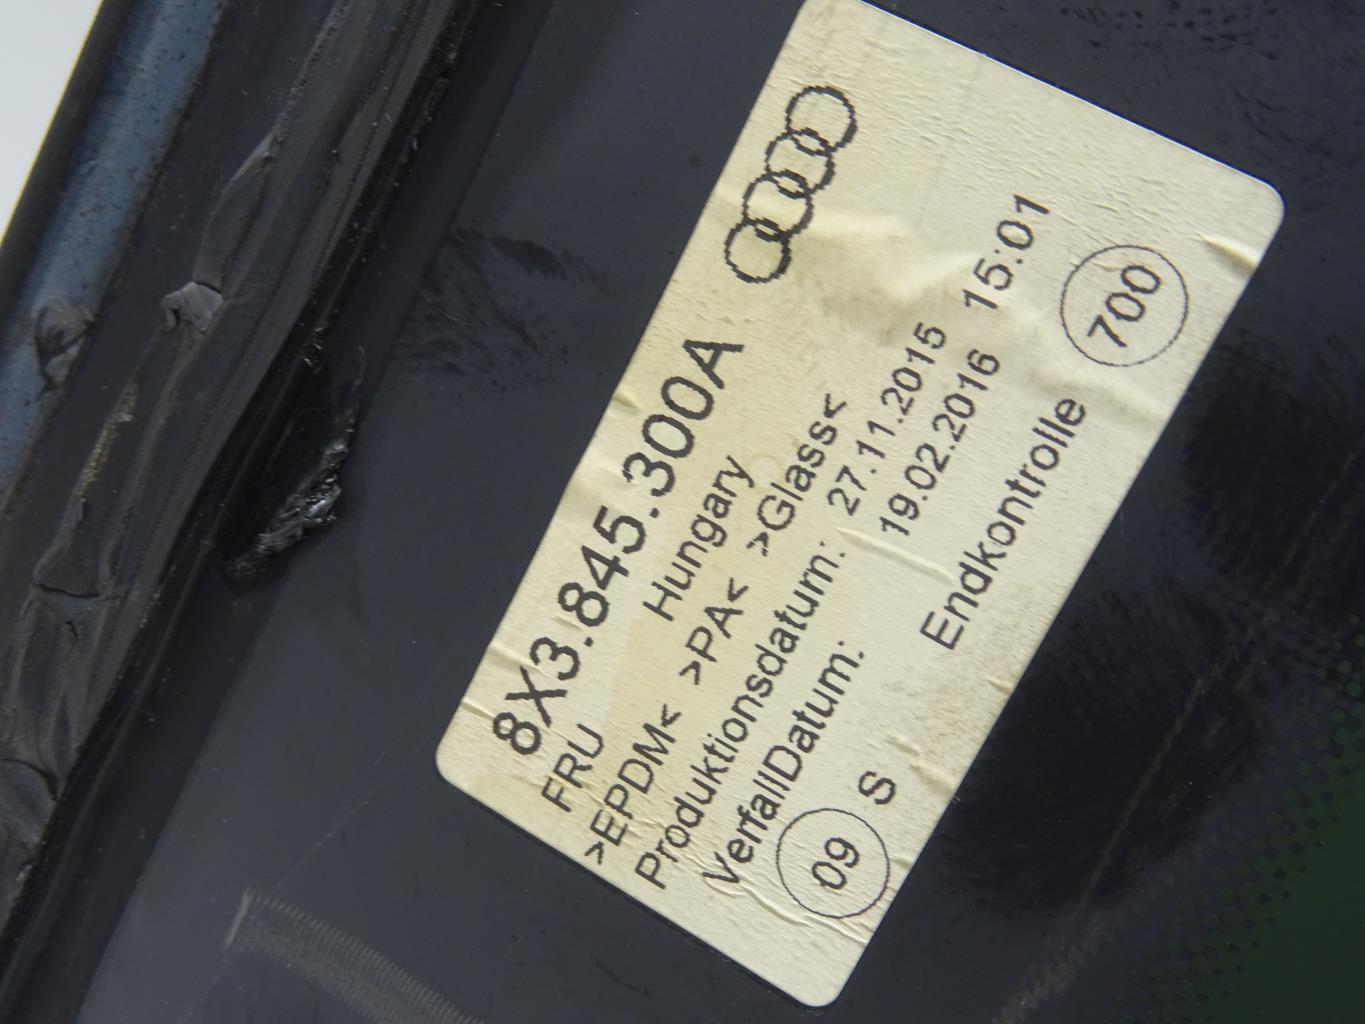 8X3.845.300A
FRU Hungary
>EPDM< >PA< >Glass<
Produktionsdatum: 27.11.2015 15:01
VerfallDatum: 19.02.2016
09 S Endkontrolle 700